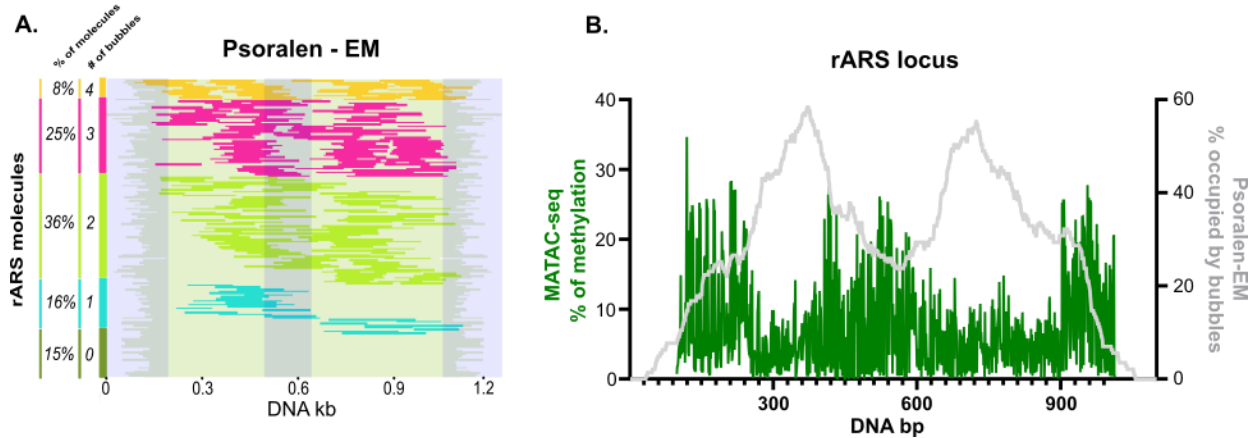 A.
% of molecules
# of bubbles
Psoralen - EM
rARS molecules
8% 4
25% 3
36% 2
16% 1
15% 0
0 0.3 0.6 0.9 1.2
DNA kb
B.
rARS locus
MATAC-seq
% of methylation
40
30
20
10
0
60
40
20
0
Psoralen-EM
% occupied by bubbles
300 600 900
DNA bp